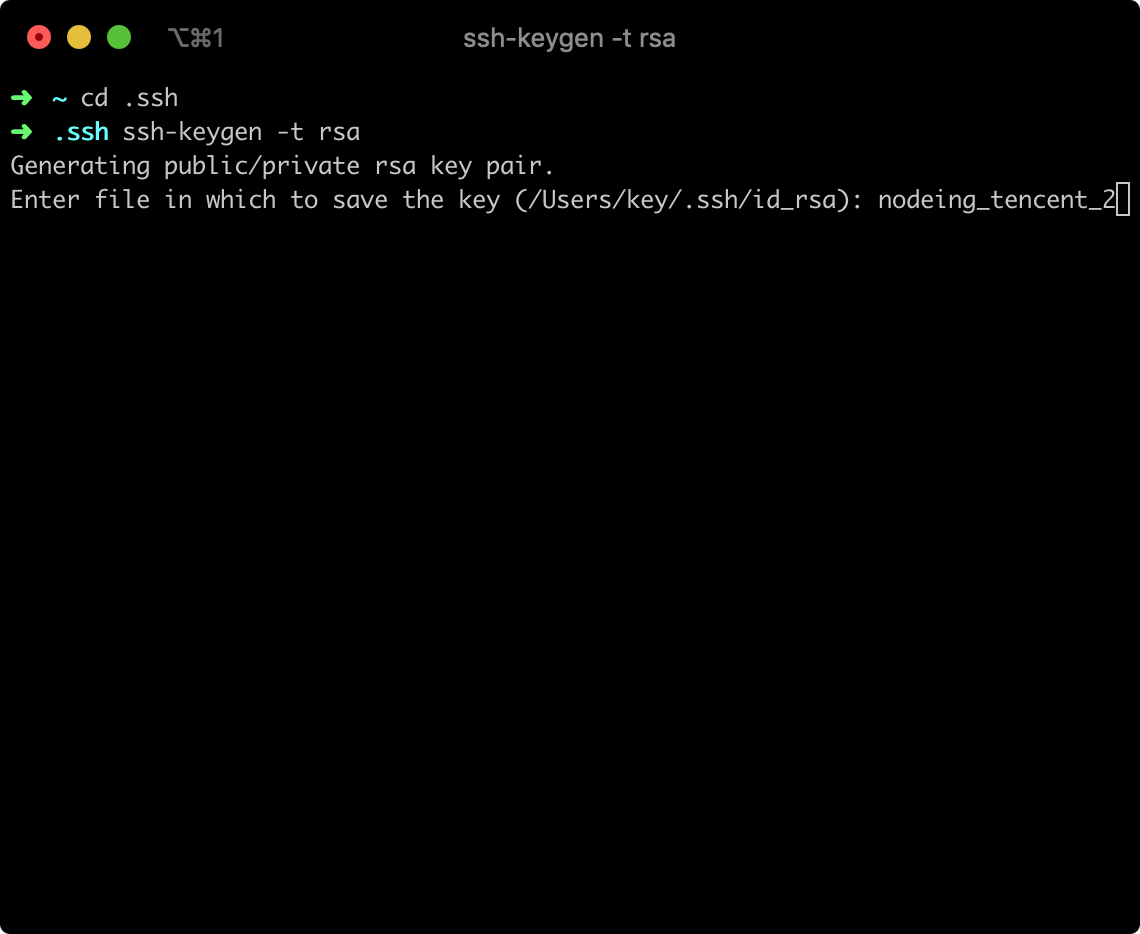 ⌥⌘1 ssh-keygen -t rsa
➜ ~ cd .ssh
➜ .ssh ssh-keygen -t rsa
Generating public/private rsa key pair.
Enter file in which to save the key (/Users/key/.ssh/id_rsa): nodeing_tencent_2